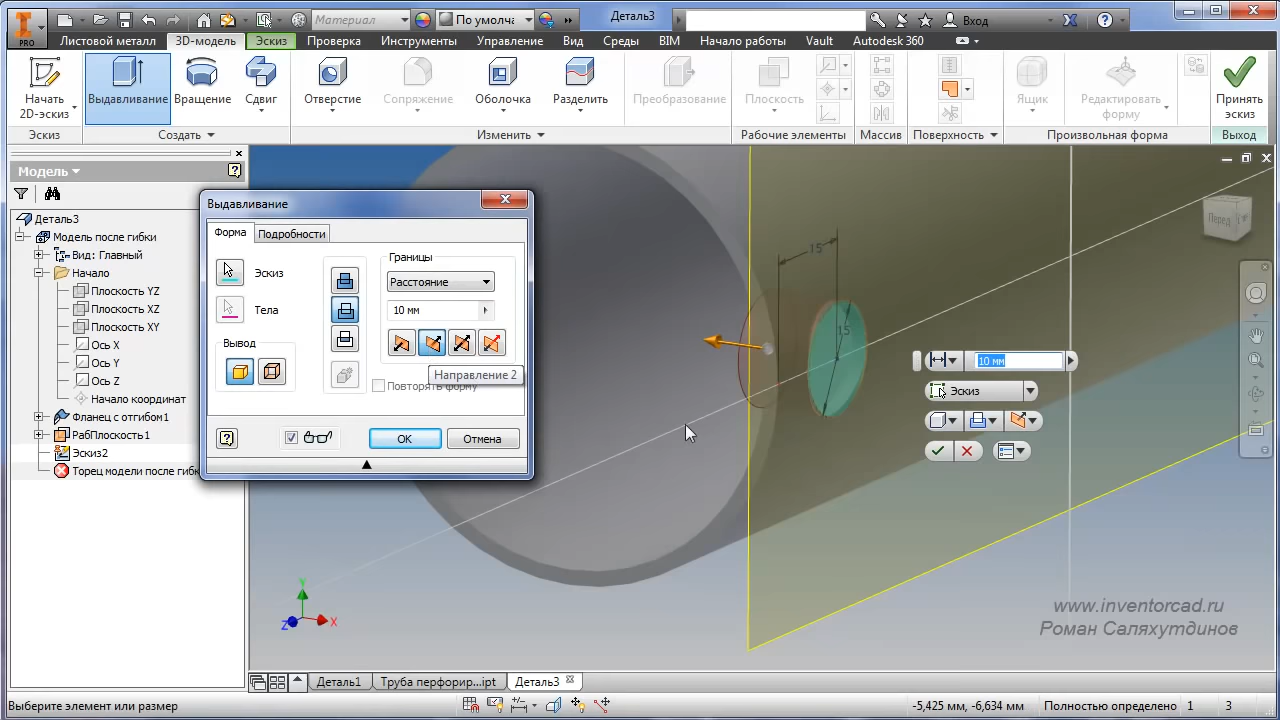 PRO
Материал
По умолча
Деталь3
Вход
Листовой металл
3D-модель
Эскиз
Проверка
Инструменты
Управление
Вид
Среды
BIM
Начало работы
Vault
Autodesk 360
Начать
2D-эскиз
Выдавливание
Вращение
Сдвиг
Отверстие
Сопряжение
Оболочка
Разделить
Преобразование
Плоскость
Ящик
Редактировать
форму
Принять
эскиз
Эскиз
Создать
Изменить
Рабочие элементы
Массив
Поверхность
Произвольная форма
Выход
Модель
Деталь3
Модель после гибки
Вид: Главный
Начало
Плоскость YZ
Плоскость XZ
Плоскость XY
Ось X
Ось Y
Ось Z
Начало координат
Фланец с отгибом1
РабПлоскость1
Эскиз2
Торец модели после гибк
Выдавливание
Форма
Подробности
Эскиз
Тела
Вывод
Границы
Расстояние
10 мм
Направление 2
Повторять форму
OK
Отмена
15
15
10 мм
Эскиз
Перед
Y
X
Z
www.inventorcad.ru
Роман Саляхутдинов
Деталь1
Труба перфорир...ipt
Деталь3
Выберите элемент или размер
-5,425 мм, -6,634 мм
Полностью определено
1
3